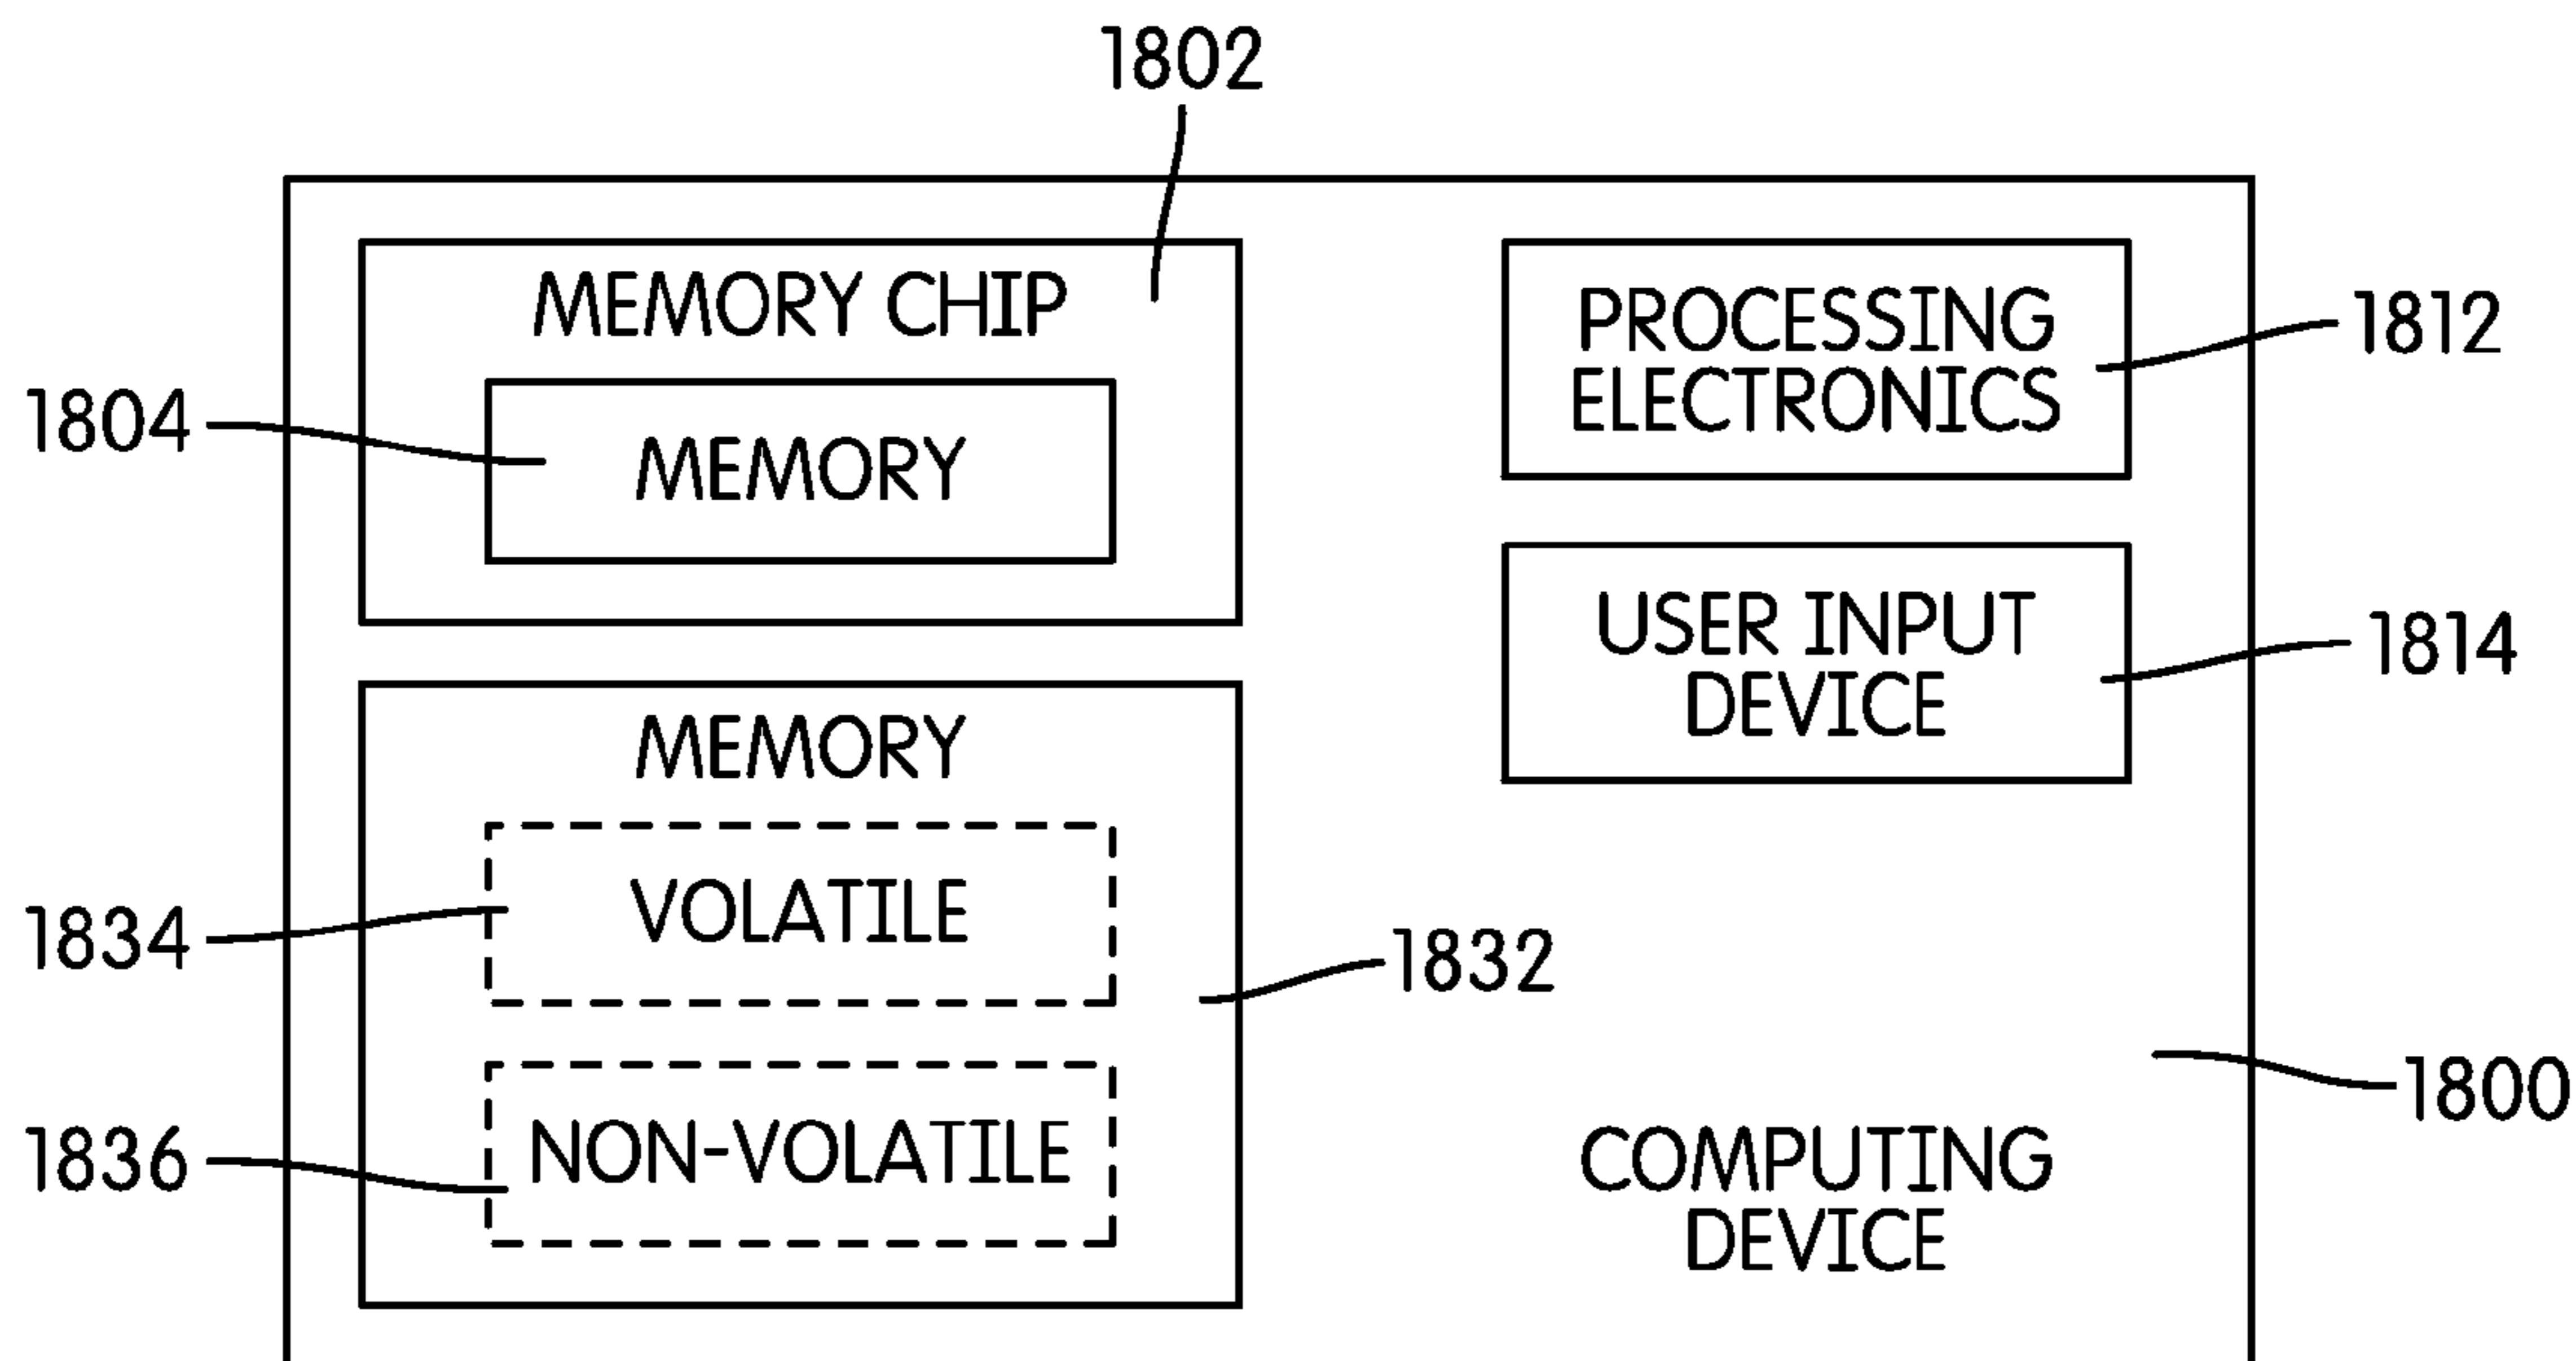 1802
MEMORY CHIP
PROCESSING
ELECTRONICS
1812
1804
MEMORY
USER INPUT
DEVICE
1814
MEMORY
VOLATILE
1834
1832
NON-VOLATILE
1836
1800
COMPUTING
DEVICE